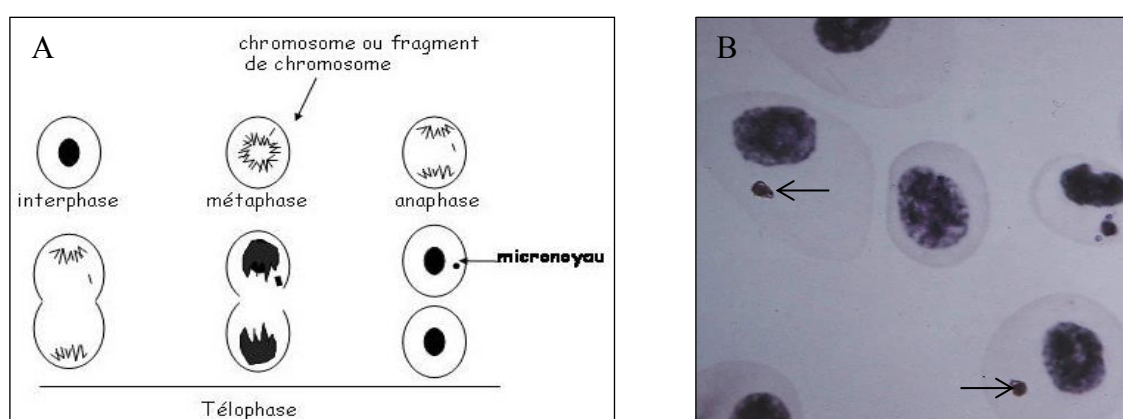 A
chromosome ou fragment
de chromosome
interphase
métaphase
anaphase
micronoyau
Télophase
B